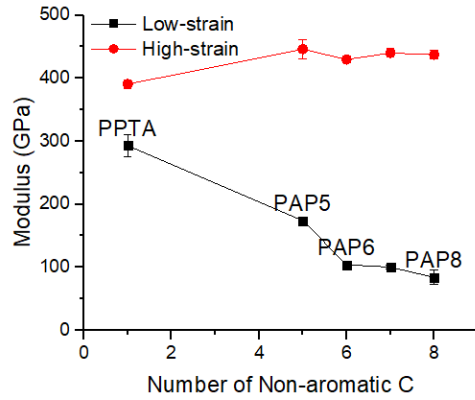 Low-strain
High-strain
500
400
300
200
100
0
Modulus (GPa)
PPTA
PAP5
PAP6
PAP8
0 2 4 6 8
Number of Non-aromatic C